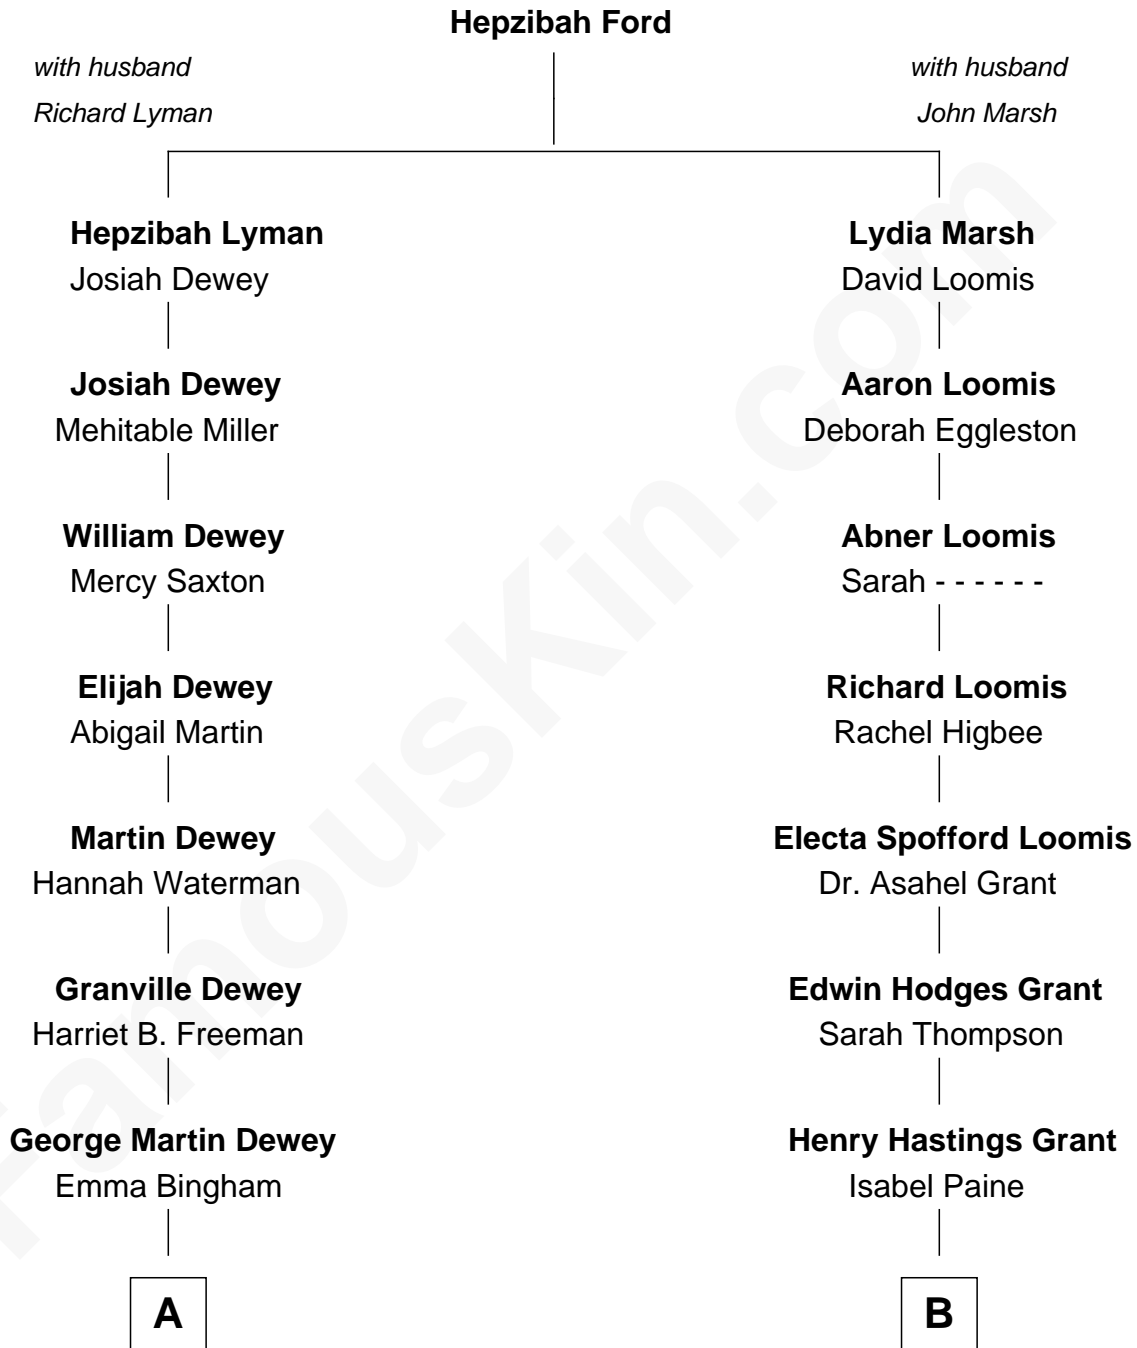 Hepzibah Ford
with husband
Richard Lyman
with husband
John Marsh
Hepzibah Lyman
Josiah Dewey
Lydia Marsh
David Loomis
Josiah Dewey
Mehitable Miller
Aaron Loomis
Deborah Eggleston
William Dewey
Mercy Saxton
Abner Loomis
Sarah - - - - - -
Elijah Dewey
Abigail Martin
Richard Loomis
Rachel Higbee
Martin Dewey
Hannah Waterman
Electa Spofford Loomis
Dr. Asahel Grant
Granville Dewey
Harriet B. Freeman
Edwin Hodges Grant
Sarah Thompson
George Martin Dewey
Emma Bingham
Henry Hastings Grant
Isabel Paine
A
B
FamousKin.com